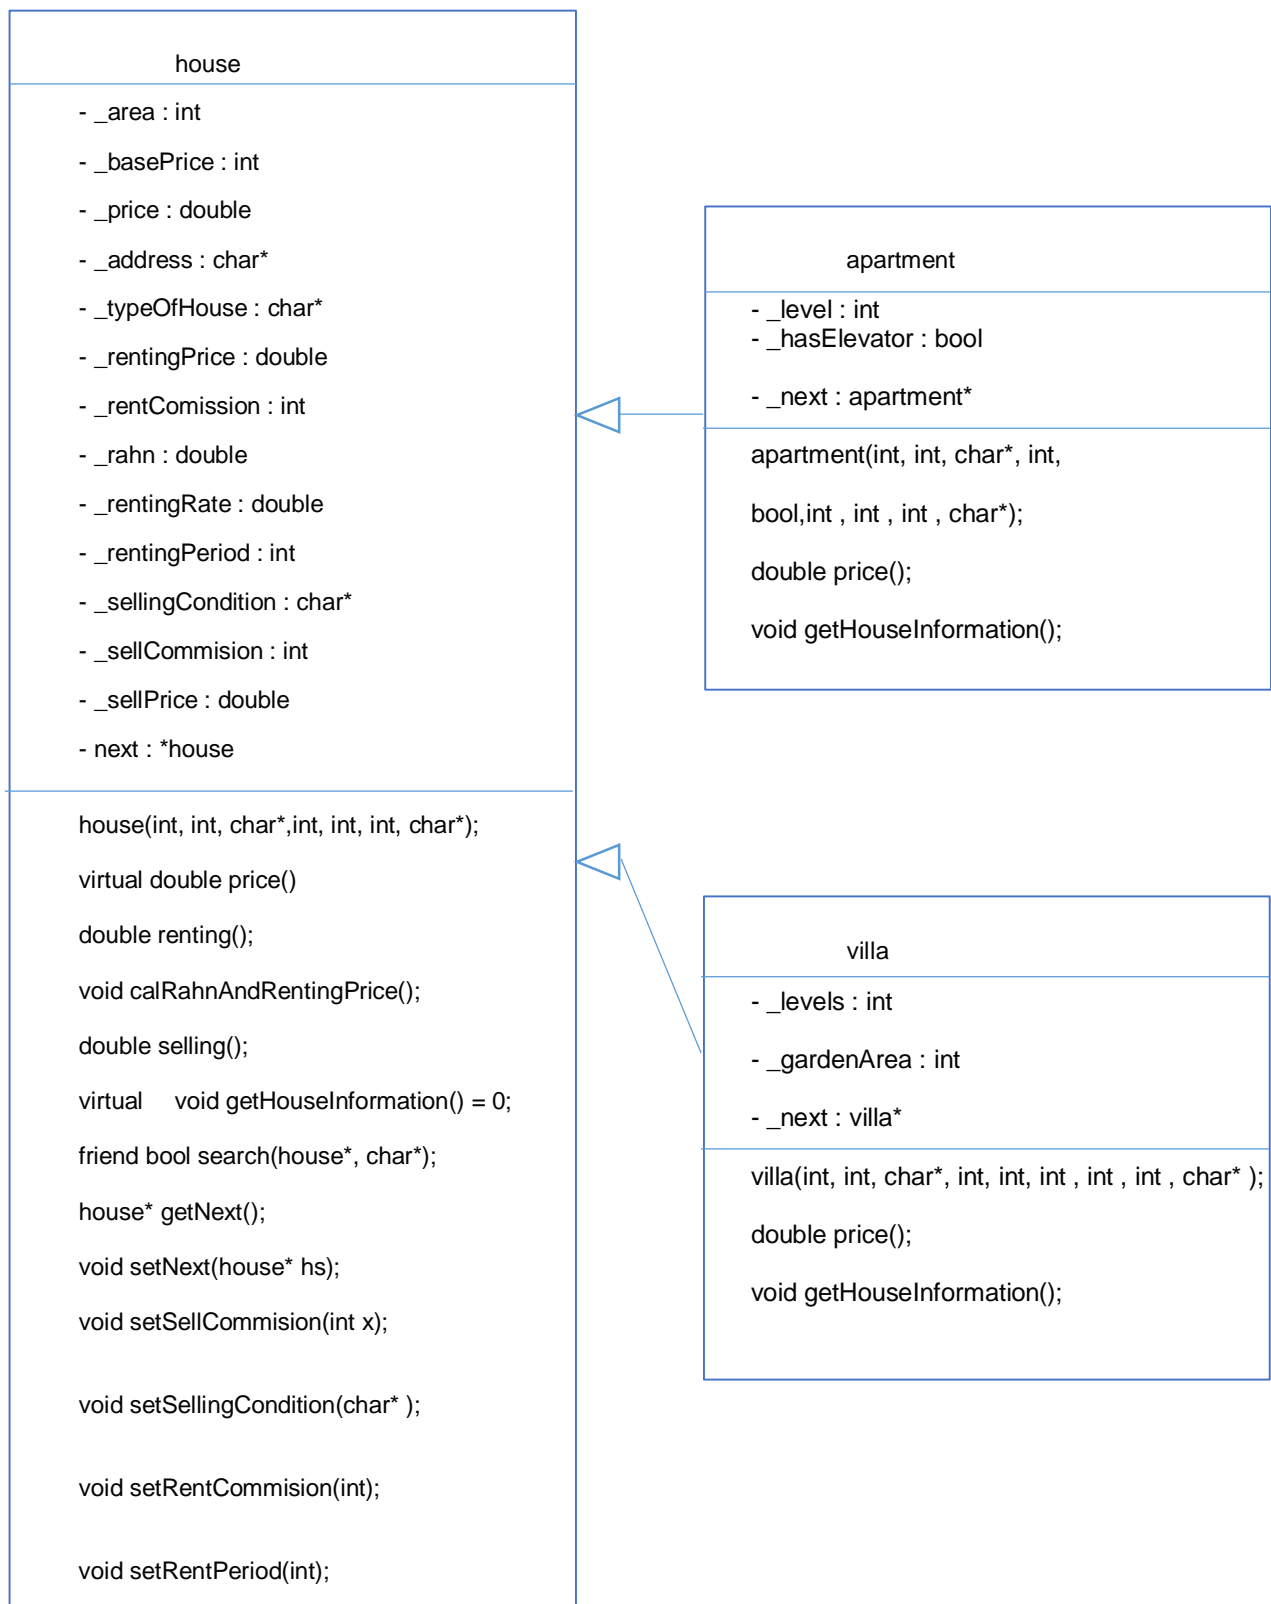 house
- _area : int
- _basePrice : int
- _price : double
- _address : char*
- _typeOfHouse : char*
- _rentingPrice : double
- _rentComission : int
- _rahn : double
- _rentingRate : double
- _rentingPeriod : int
- _sellingCondition : char*
- _sellCommision : int
- _sellPrice : double
- next : *house
house(int, int, char*,int, int, int, char*);
virtual double price()
double renting();
void calRahnAndRentingPrice();
double selling();
virtual void getHouseInformation() = 0;
friend bool search(house*, char*);
house* getNext();
void setNext(house* hs);
void setSellCommision(int x);
void setSellingCondition(char* );
void setRentCommision(int);
void setRentPeriod(int);
apartment
- _level : int
- _hasElevator : bool
- _next : apartment*
apartment(int, int, char*, int,
bool,int , int , int , char*);
double price();
void getHouseInformation();
villa
- _levels : int
- _gardenArea : int
- _next : villa*
villa(int, int, char*, int, int, int , int , int , char* );
double price();
void getHouseInformation();